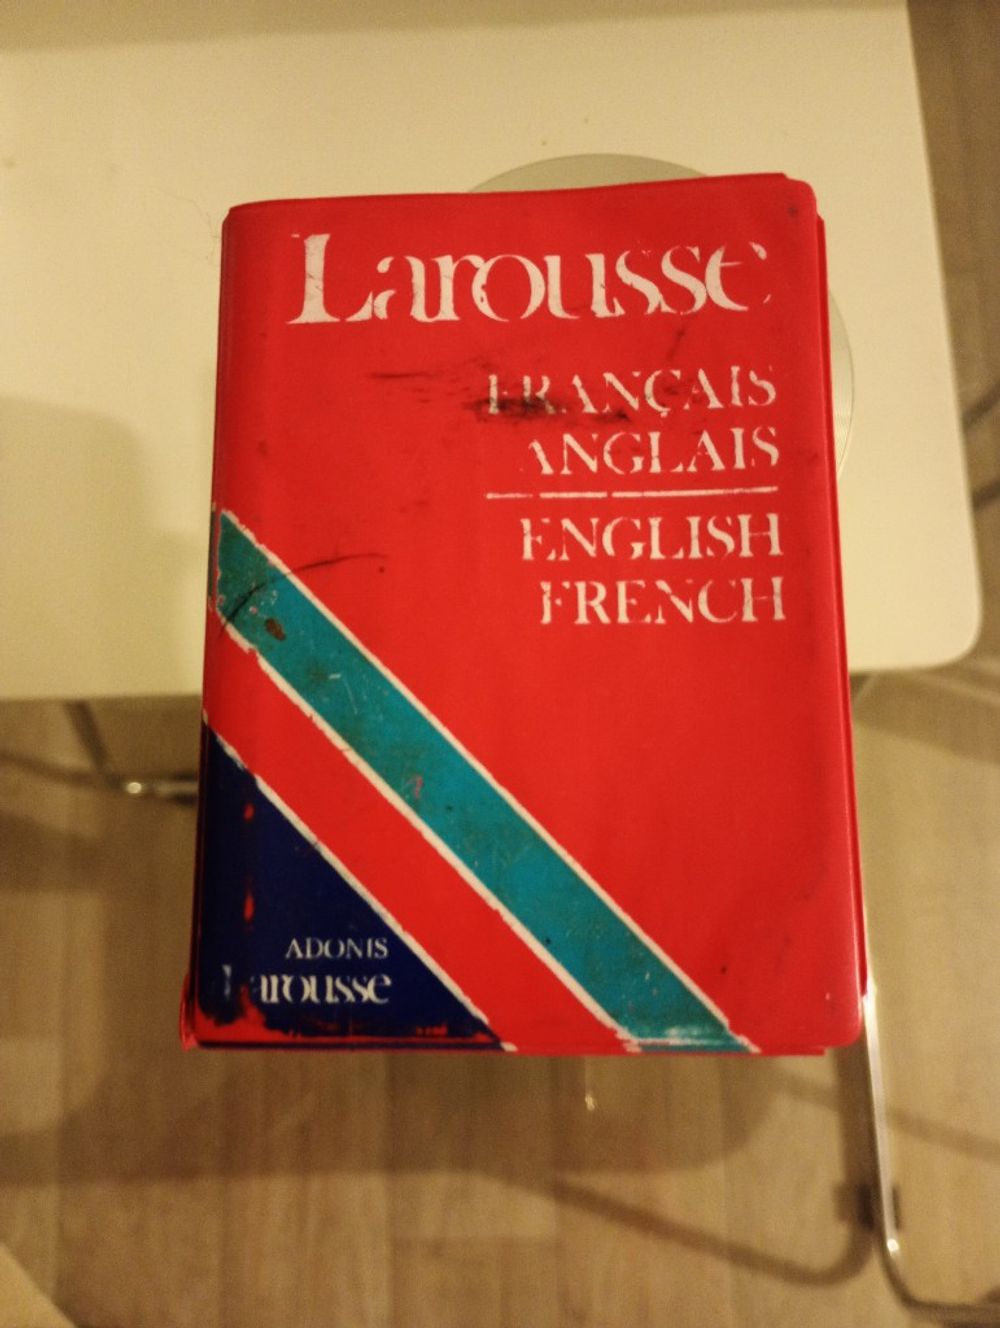 Larousse
FRANÇAIS
ANGLAIS
ENGLISH
FRENCH
ADONIS
Larousse